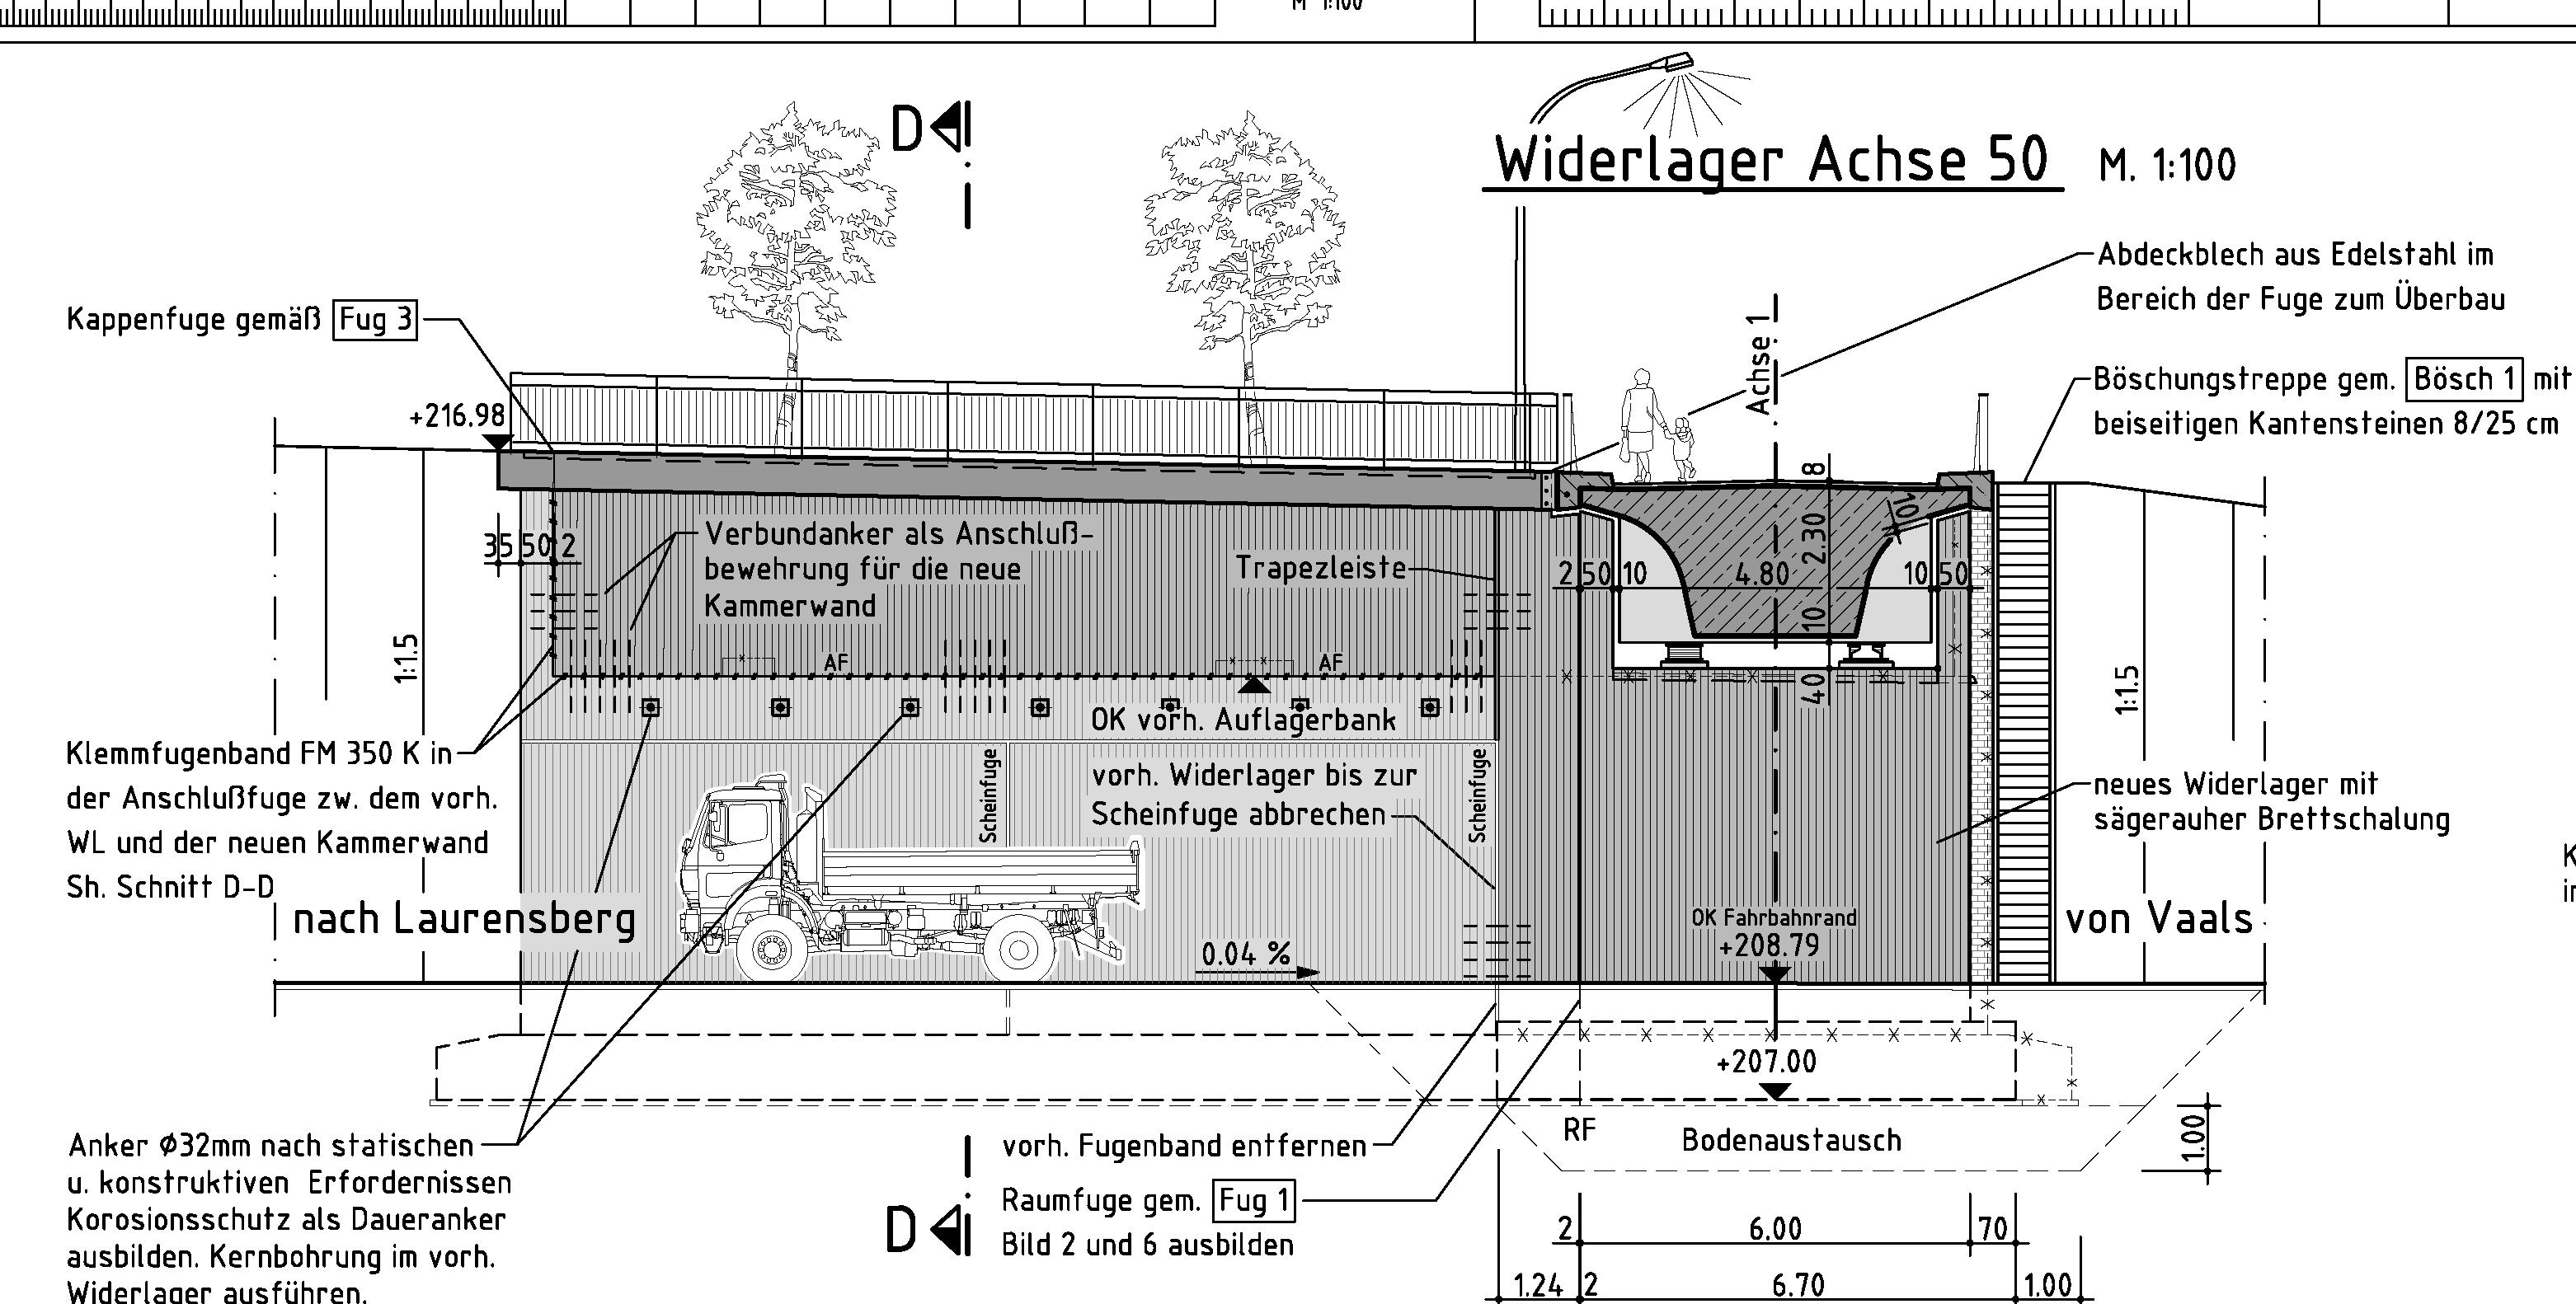 M 1:100
D
Widerlager Achse 50 M. 1:100
Abdeckblech aus Edelstahl im
Bereich der Fuge zum Überbau
Kappenfuge gemäß Fug 3
Achse 1
Böschungstreppe gem. Bösch 1 mit
beiseitigen Kantensteinen 8/25 cm
+216.98
8
35 50 2
Verbundanker als Anschluß-
bewehrung für die neue
Kammerwand
Trapezleiste
2 50 10 4.80 10 50
2.30
10
10
40
1:1.5
AF
AF
1:1.5
OK vorh. Auflagerbank
Klemmfugenband FM 350 K in
der Anschlußfuge zw. dem vorh.
WL und der neuen Kammerwand
Sh. Schnitt D-D
Scheinfuge
vorh. Widerlager bis zur
Scheinfuge abbrechen
Scheinfuge
neues Widerlager mit
sägerauher Brettschalung
nach Laurensberg
OK Fahrbahnrand
+208.79
von Vaals
0.04 %
+207.00
RF
Bodenaustausch
1.00
Anker Ø32mm nach statischen
u. konstruktiven Erfordernissen
Korosionsschutz als Daueranker
ausbilden. Kernbohrung im vorh.
Widerlager ausführen.
D
vorh. Fugenband entfernen
Raumfuge gem. Fug 1
Bild 2 und 6 ausbilden
2 6.00 70
1.24 2 6.70 1.00